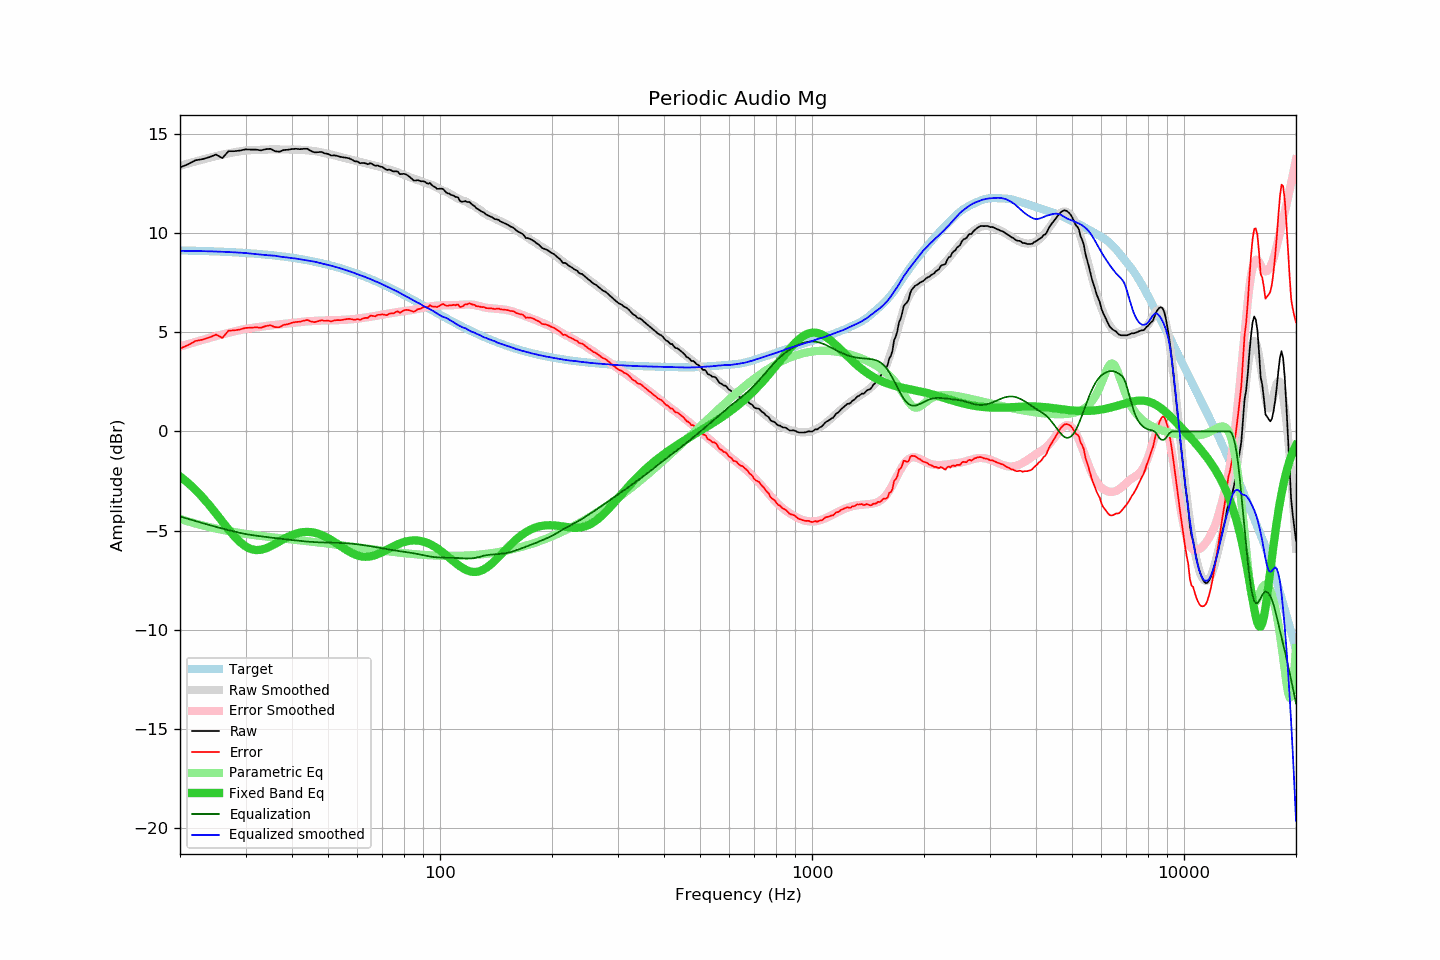 Periodic Audio Mg
15
10
5
0
−5
−10
−15
−20
Amplitude (dBr)
Target
Raw Smoothed
Error Smoothed
Raw
Error
Parametric Eq
Fixed Band Eq
Equalization
Equalized smoothed
100
1000
10000
Frequency (Hz)